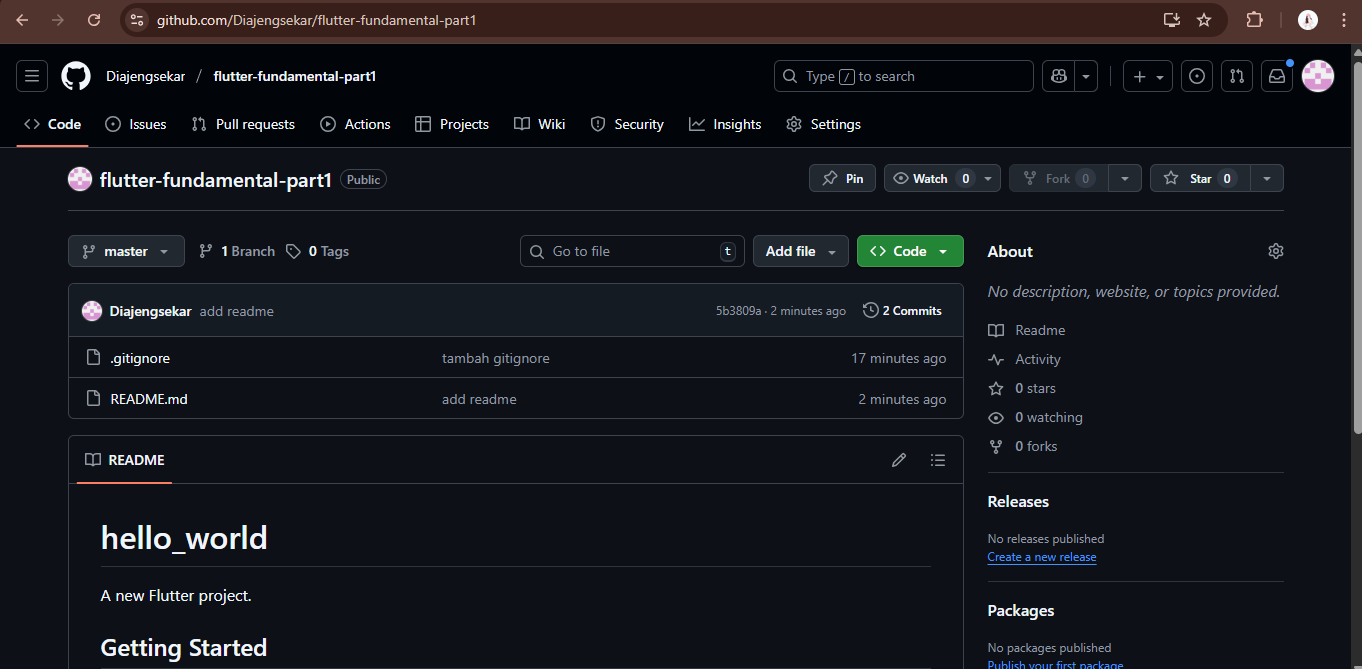 github.com/Diajengsekar/flutter-fundamental-part1
Diajengsekar / flutter-fundamental-part1
Type / to search
Code Issues Pull requests Actions Projects Wiki Security Insights Settings
flutter-fundamental-part1 Public
Pin Watch 0 Fork 0 Star 0
master 1 Branch 0 Tags Go to file t Add file Code
Diajengsekar add readme 5b3809a · 2 minutes ago 2 Commits
.gitignore tambah gitignore 17 minutes ago
README.md add readme 2 minutes ago
README
hello_world
A new Flutter project.
Getting Started
About
No description, website, or topics provided.
Readme
Activity
0 stars
0 watching
0 forks
Releases
No releases published
Create a new release
Packages
No packages published
Publish your first package